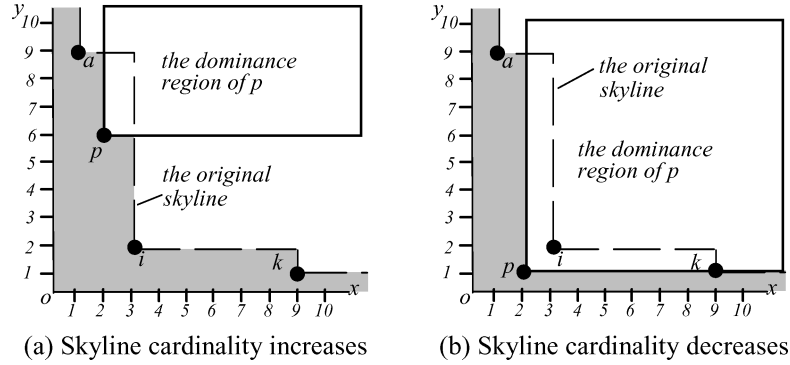 y
10
9
8
7
6
5
4
3
2
1
o
1 2 3 4 5 6 7 8 9 10
x
a
the dominance
region of p
p
the original
skyline
i
k
(a) Skyline cardinality increases
y
10
9
8
7
6
5
4
3
2
1
o
1 2 3 4 5 6 7 8 9 10
x
a
the original
skyline
the dominance
region of p
i
p
k
(b) Skyline cardinality decreases